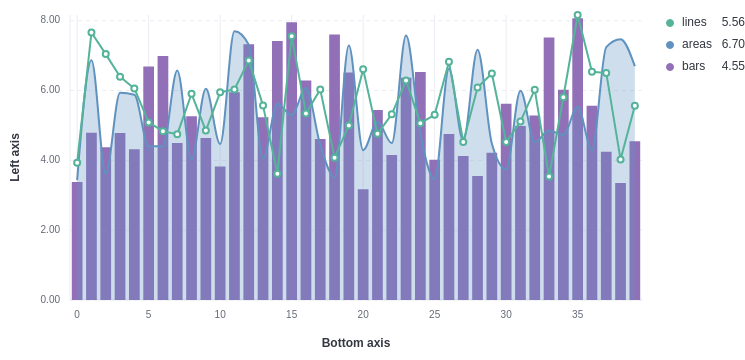 8.00
6.00
4.00
2.00
0.00
Left axis
0 5 10 15 20 25 30 35
Bottom axis
lines 5.56
areas 6.70
bars 4.55